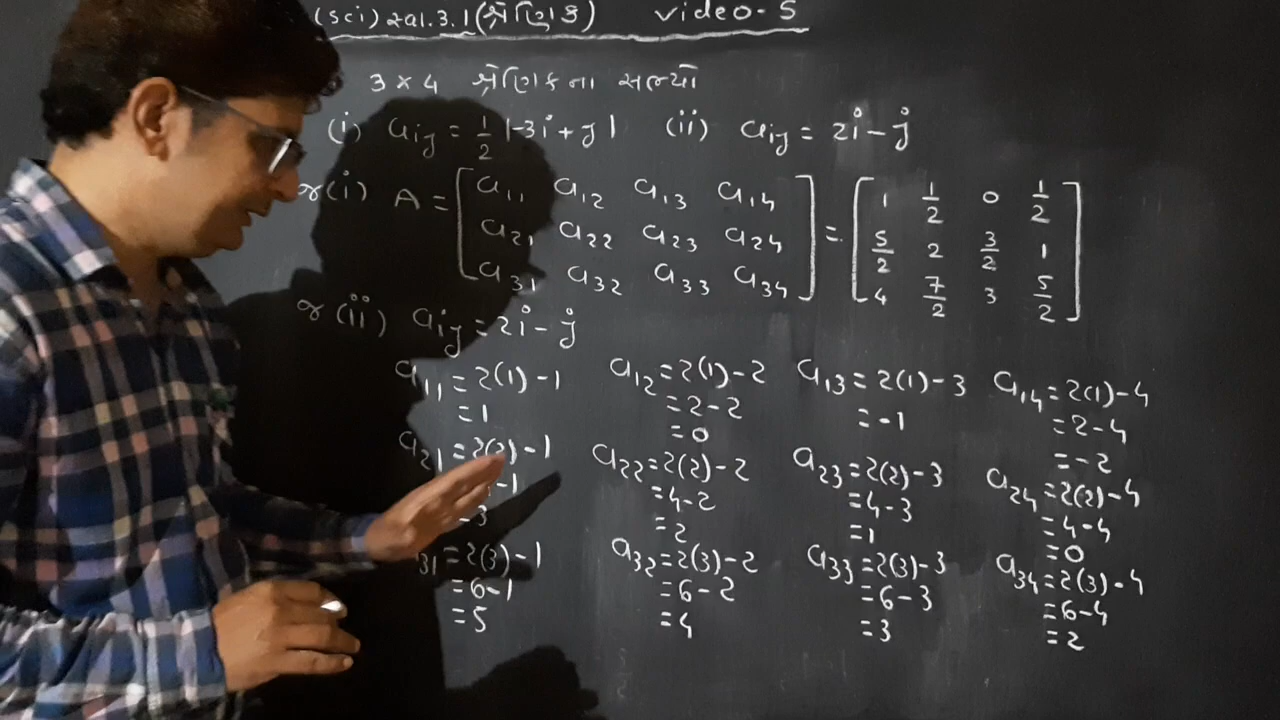 (Sci) સ્વા.3.1(શ્રેણિક) video-5
3×4 શ્રેણિકના સભ્યો
(i) aij = 1/2 |-3i+j| (ii) aij = 2i-j
જ(i) A = [a11 a12 a13 a14 ] = [1 1/2 0 1/2]
a21 a22 a23 a24 5/2 2 3/2 1
a31 a32 a33 a34 4 7/2 3 5/2
જ(ii) aij = 2i-j
a11 = 2(1)-1 a12 = 2(1)-2 a13 = 2(1)-3 a14 = 2(1)-4
=1 =2-2 =-1 =2-4
=0 =-2
a21 = 2(2)-1 a22 = 2(2)-2 a23 = 2(2)-3 a24 = 2(2)-4
-1 =4-2 =4-3 =4-4
3 =2 =1 =0
31 = 2(3)-1 a32 = 2(3)-2 a33 = 2(3)-3 a34 = 2(3)-4
=6-1 =6-2 =6-3 =6-4
=5 =4 =3 =2